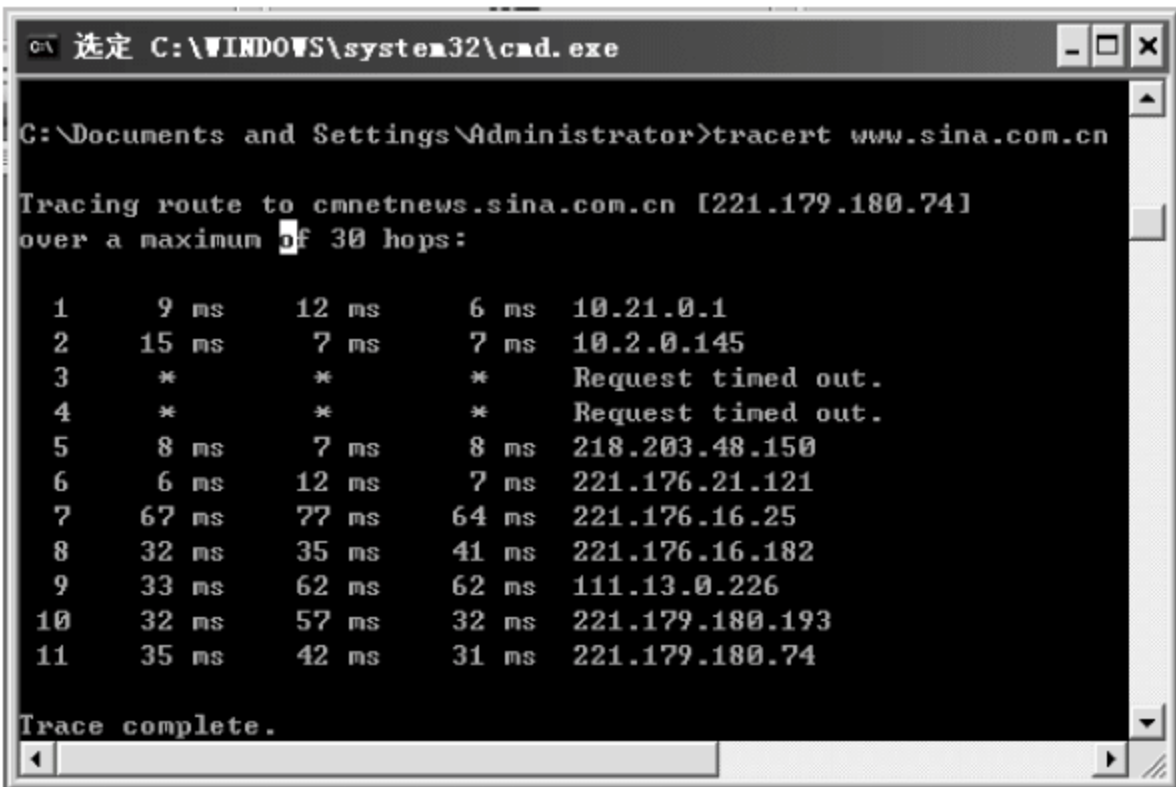 选定 C:\WINDOWS\system32\cmd.exe
C:\Documents and Settings\Administrator>tracert www.sina.com.cn
Tracing route to cmnetnews.sina.com.cn [221.179.180.74]
over a maximum of 30 hops:
1 9 ms 12 ms 6 ms 10.21.0.1
2 15 ms 7 ms 7 ms 10.2.0.145
3 * * * Request timed out.
4 * * * Request timed out.
5 8 ms 7 ms 8 ms 218.203.48.150
6 6 ms 12 ms 7 ms 221.176.21.121
7 67 ms 77 ms 64 ms 221.176.16.25
8 32 ms 35 ms 41 ms 221.176.16.182
9 33 ms 62 ms 62 ms 111.13.0.226
10 32 ms 57 ms 32 ms 221.179.180.193
11 35 ms 42 ms 31 ms 221.179.180.74
Trace complete.